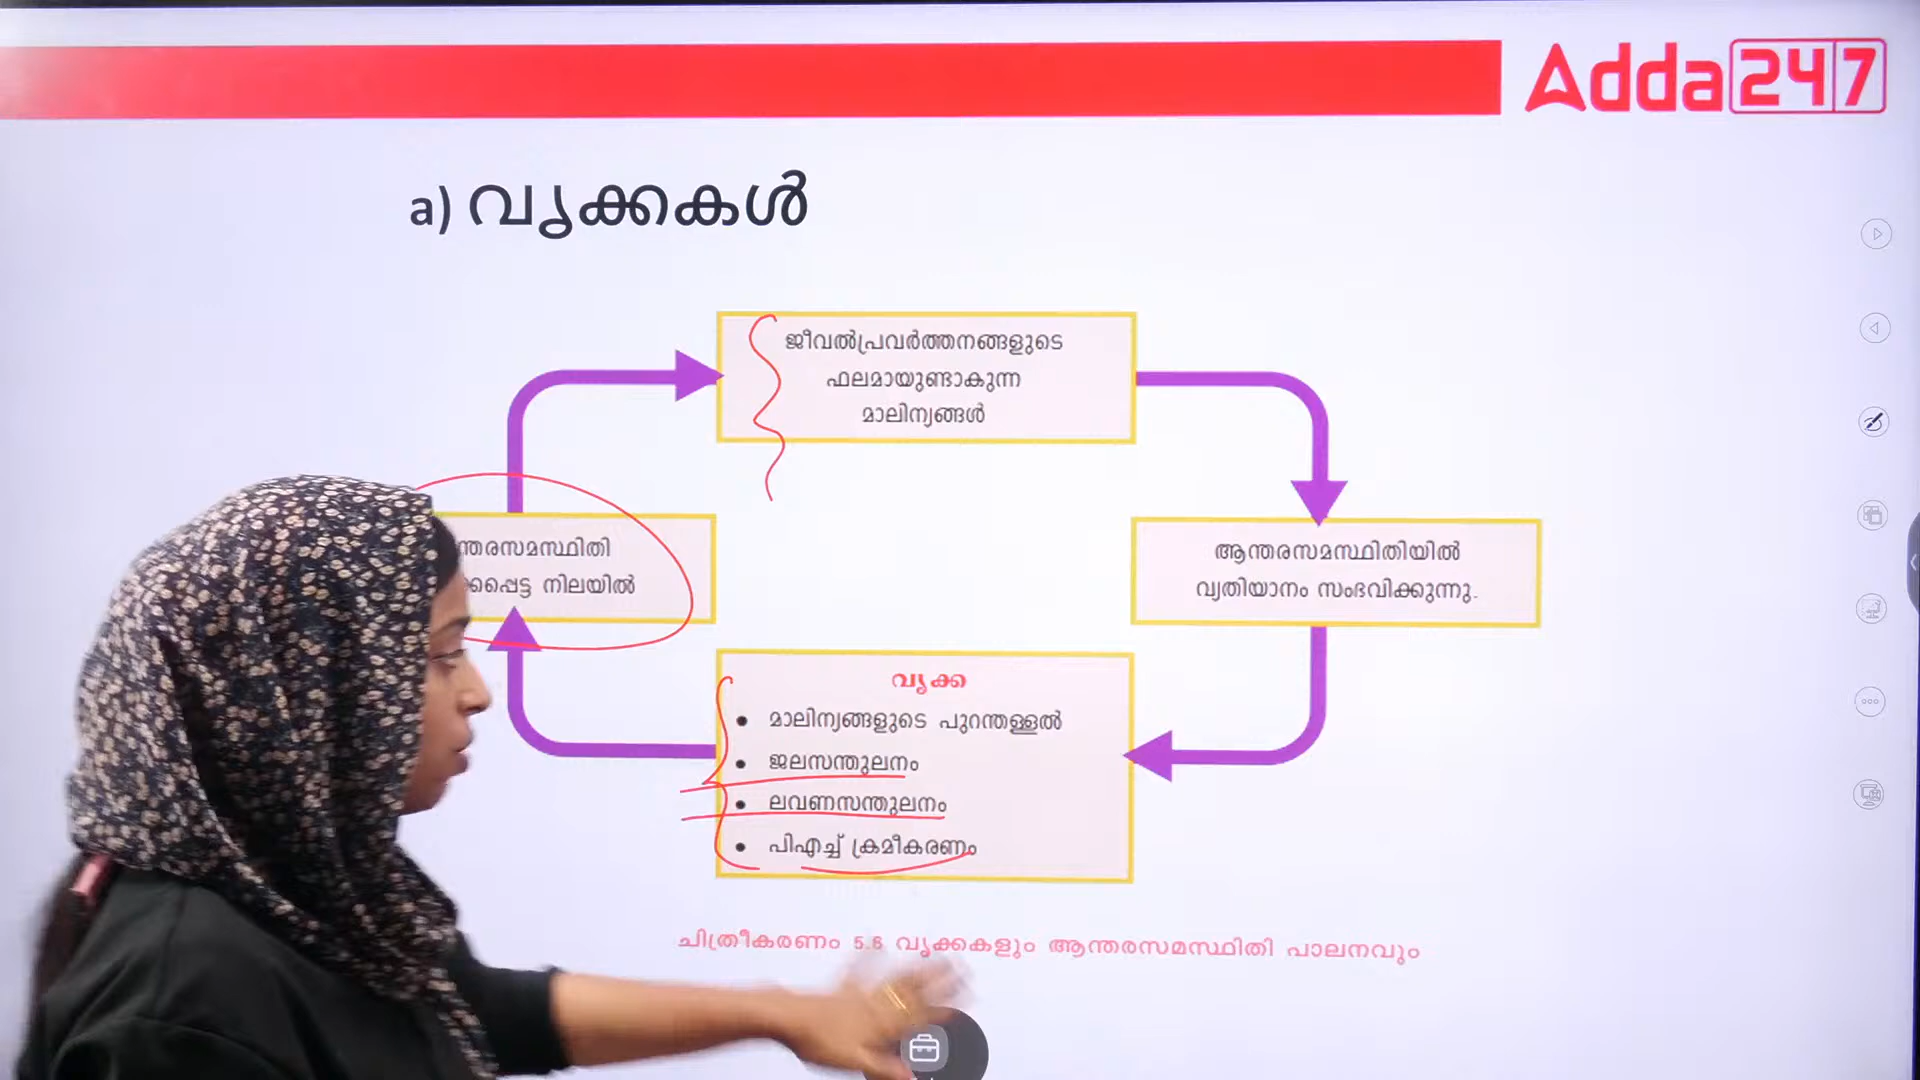 Adda247
a) വൃക്കകൾ
ജീവൽപ്രവർത്തനങ്ങളുടെ
ഫലമായുണ്ടാകുന്ന
മാലിന്യങ്ങൾ
ആന്തരസമസ്ഥിതിയിൽ
വ്യതിയാനം സംഭവിക്കുന്നു.
വൃക്ക
• മാലിന്യങ്ങളുടെ പുറന്തള്ളൽ
• ജലസന്തുലനം
• ലവണസന്തുലനം
• പിഎച്ച് ക്രമീകരണം
നിലയിൽ
ചിത്രീകരണം 5.6 വൃക്കകളും ആന്തരസമസ്ഥിതി പാലനവും